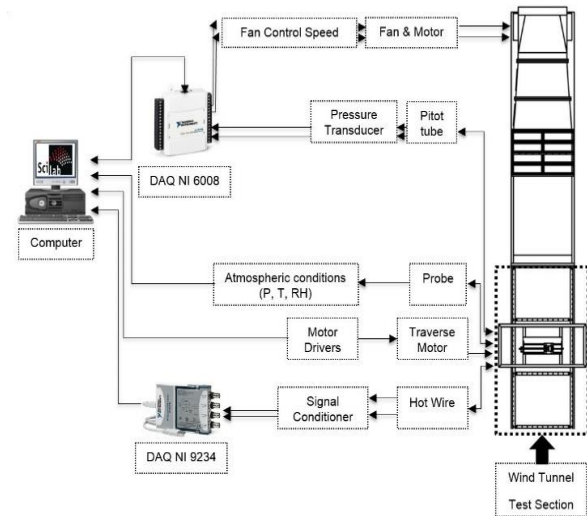 Fan Control Speed
Fan & Motor
Pressure
Transducer
Pitot
tube
DAQ NI 6008
Scilab
Computer
Atmospheric conditions
(P, T, RH)
Probe
Motor
Drivers
Traverse
Motor
Signal
Conditioner
Hot Wire
DAQ NI 9234
Wind Tunnel
Test Section